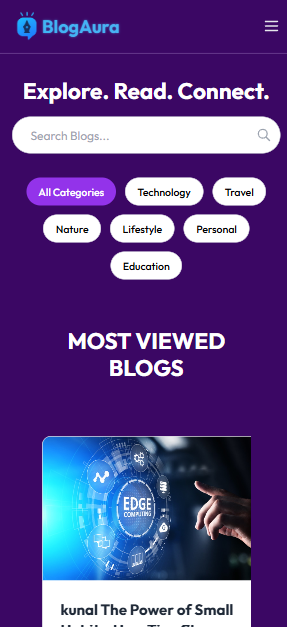 BlogAura
Explore. Read. Connect.
Search Blogs...
All Categories
Technology
Travel
Nature
Lifestyle
Personal
Education
MOST VIEWED
BLOGS
EDGE
COMPUTING
kunal The Power of Small